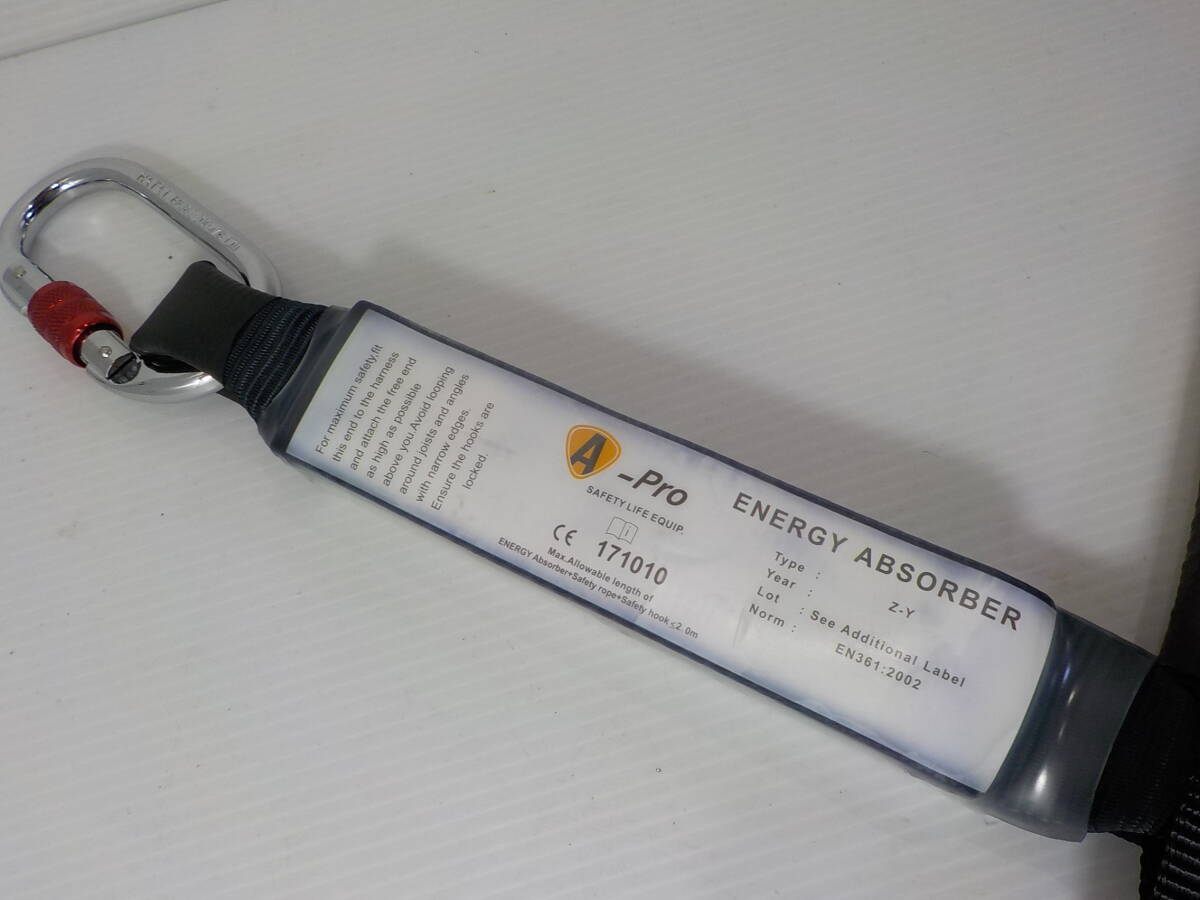 For maximum safety,fit
this end to the harness
and attach the free end
as high as possible
above you.Avoid looping
around joists and angles
with narrow edges.
Ensure the hooks are
locked.
A -Pro
SAFETY LIFE EQUIP.
CE 171010
Max.Allowable length of
ENERGY Absorber+Safety rope+Safety hook≤2.0m
ENERGY ABSORBER
Type :
Year : Z-Y
Lot : See Additional Label
Norm : EN361:2002